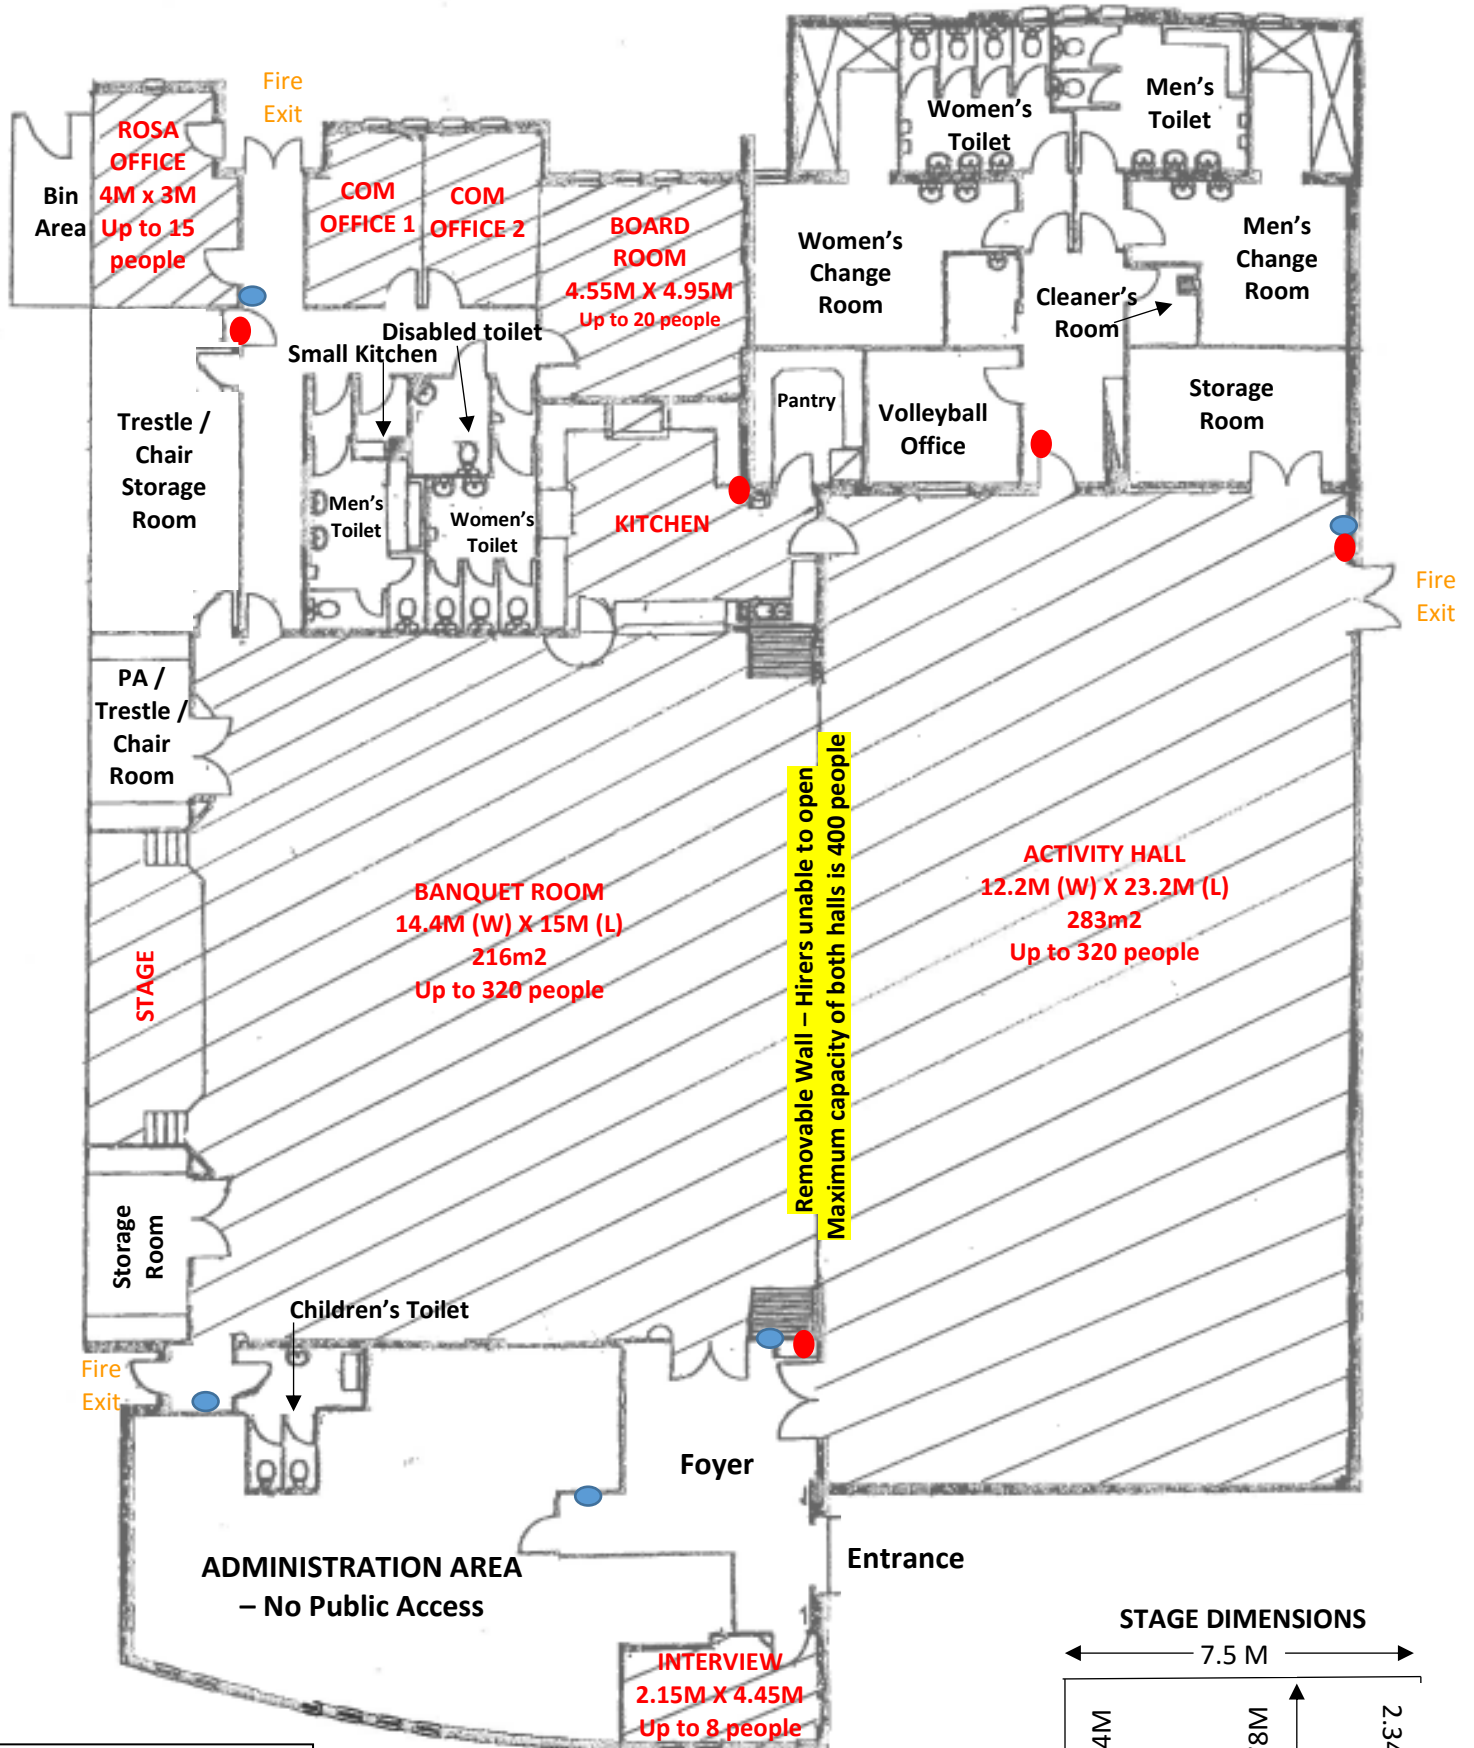 Fire
Exit
ROSA
OFFICE
4M x 3M
Up to 15
people
Bin
Area
COM
OFFICE 1
COM
OFFICE 2
BOARD
ROOM
4.55M X 4.95M
Up to 20 people
Women's
Toilet
Men's
Toilet
Women's
Change
Room
Men's
Change
Room
Cleaner's
Room
Disabled toilet
Small Kitchen
Trestle /
Chair
Storage
Room
Men's
Toilet
Women's
Toilet
KITCHEN
Pantry
Volleyball
Office
Storage
Room
Fire
Exit
PA /
Trestle /
Chair
Room
STAGE
BANQUET ROOM
14.4M (W) X 15M (L)
216m2
Up to 320 people
Removable Wall – Hirers unable to open
Maximum capacity of both halls is 400 people
ACTIVITY HALL
12.2M (W) X 23.2M (L)
283m2
Up to 320 people
Storage
Room
Children's Toilet
Fire
Exit
Foyer
ADMINISTRATION AREA
– No Public Access
Entrance
INTERVIEW
2.15M X 4.45M
Up to 8 people
STAGE DIMENSIONS
7.5 M